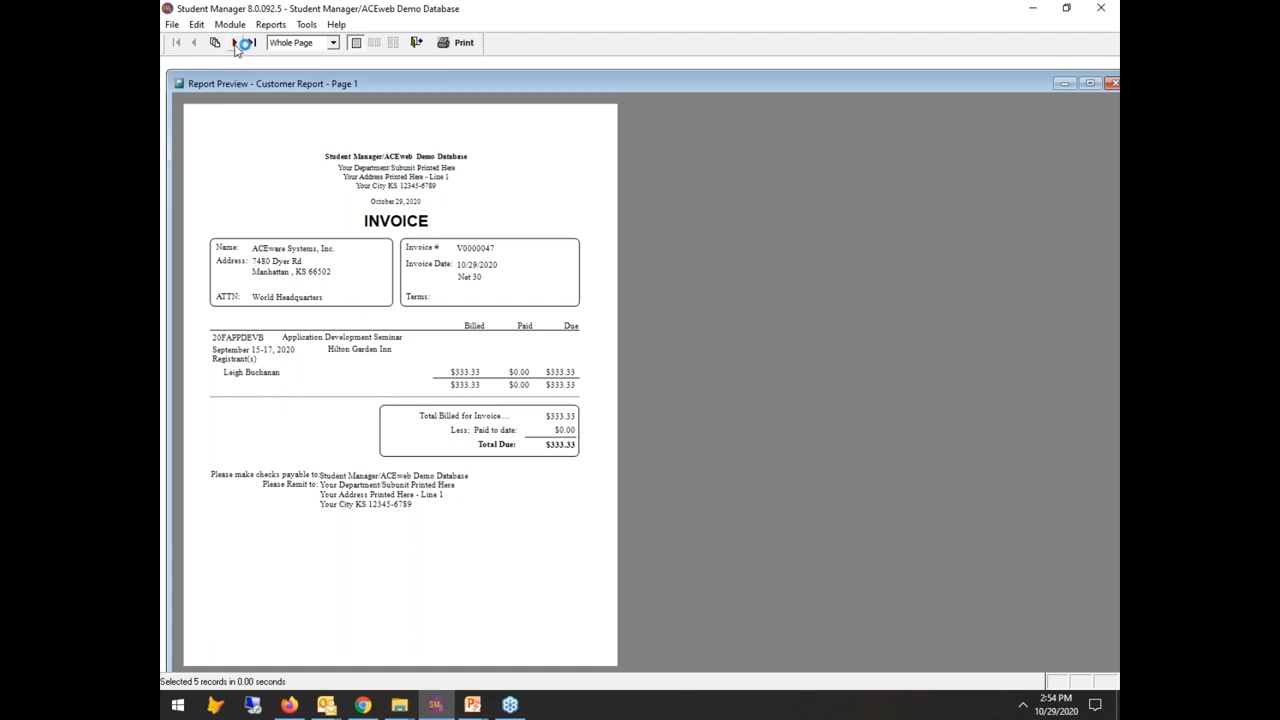 Student Manager 8.0.092.5 - Student Manager/ACEweb Demo Database
File Edit Module Reports Tools Help
Whole Page Print
Report Preview - Customer Report - Page 1
Student Manager/ACEweb Demo Database
Your Department/Subunit Printed Here
Your Address Printed Here - Line 1
Your City KS 12345-6789
October 29, 2020
INVOICE
Name: ACEware Systems, Inc.
Address: 7480 Dyer Rd
Manhattan , KS 66502
ATTN: World Headquarters
Invoice # V0000047
Invoice Date: 10/29/2020
Net 30
Terms:
Billed Paid Due
20FAPPDEVB Application Development Seminar
September 15-17, 2020 Hilton Garden Inn
Registrant(s)
Leigh Buchanan $333.33 $0.00 $333.33
$333.33 $0.00 $333.33
Total Billed for Invoice... $333.33
Less: Paid to date: $0.00
Total Due: $333.33
Please make checks payable to: Student Manager/ACEweb Demo Database
Please Remit to: Your Department/Subunit Printed Here
Your Address Printed Here - Line 1
Your City KS 12345-6789
Selected 5 records in 0.00 seconds
SM
2:54 PM
10/29/2020